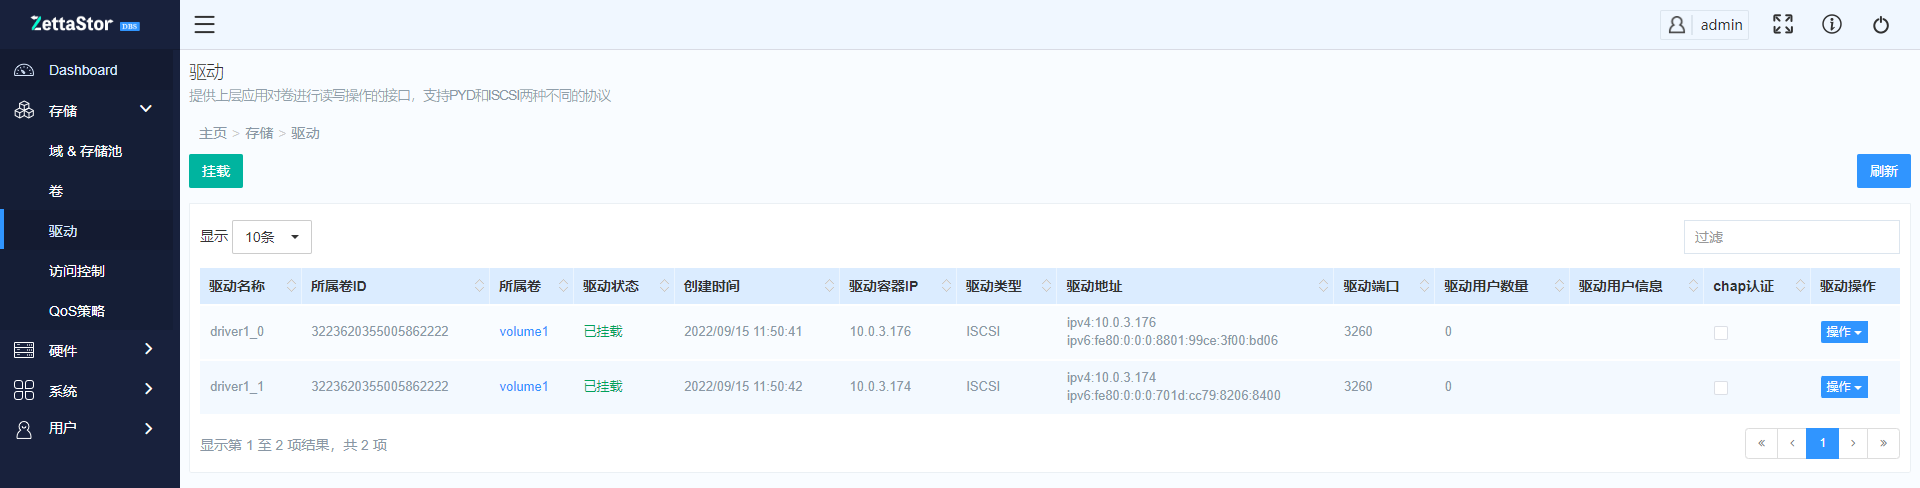 ZettaStor DBS
admin
Dashboard
存储
域 & 存储池
卷
驱动
访问控制
QoS策略
硬件
系统
用户
驱动
提供上层应用对卷进行读写操作的接口，支持PYD和ISCSI两种不同的协议
主页 > 存储 > 驱动
挂载
刷新
显示 10条
过滤
驱动名称 所属卷ID 所属卷 驱动状态 创建时间 驱动容器IP 驱动类型 驱动地址 驱动端口 驱动用户数量 驱动用户信息 chap认证 驱动操作
driver1_0 3223620355005862222 volume1 已挂载 2022/09/15 11:50:41 10.0.3.176 ISCSI ipv4:10.0.3.176 3260 0 操作
ipv6:fe80:0:0:0:8801:99ce:3f00:bd06
driver1_1 3223620355005862222 volume1 已挂载 2022/09/15 11:50:42 10.0.3.174 ISCSI ipv4:10.0.3.174 3260 0 操作
ipv6:fe80:0:0:0:701d:cc79:8206:8400
显示第 1 至 2 项结果，共 2 项
« ‹ 1 › »